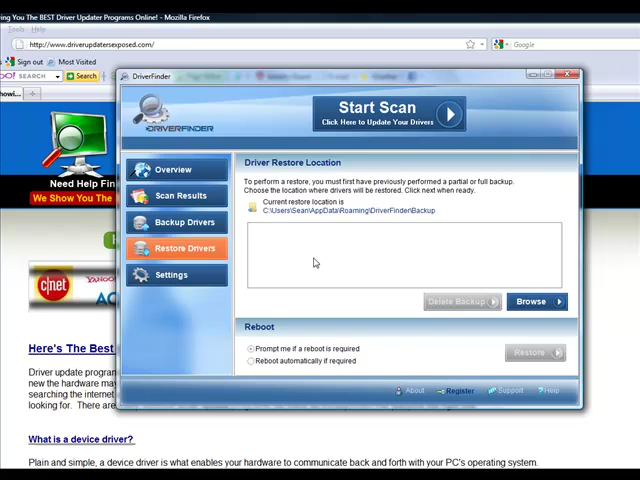 ving You The BEST Driver Updater Programs Online! - Mozilla Firefox
Tools Help
http://www.driverupdatersexposed.com/
Google
SEARCH
Search
Sign out
Most Visited
DriverFinder
DRIVERFINDER
Start Scan
Click Here to Update Your Drivers
Overview
Scan Results
Backup Drivers
Restore Drivers
Settings
Driver Restore Location
To perform a restore, you must first have previously performed a partial or full backup.
Choose the location where drivers will be restored. Click next when ready.
Current restore location is
C:\Users\Sean\AppData\Roaming\DriverFinder\Backup
Delete Backup
Browse
Reboot
Prompt me if a reboot is required
Reboot automatically if required
Restore
About
Register
Support
Help
Need Help Fin
We Show You The
c|net
YAHOO
Here's The Best
Driver update progra
new the hardware may
searching the internet
looking for. There are
What is a device driver?
Plain and simple, a device driver is what enables your hardware to communicate back and forth with your PC's operating system.